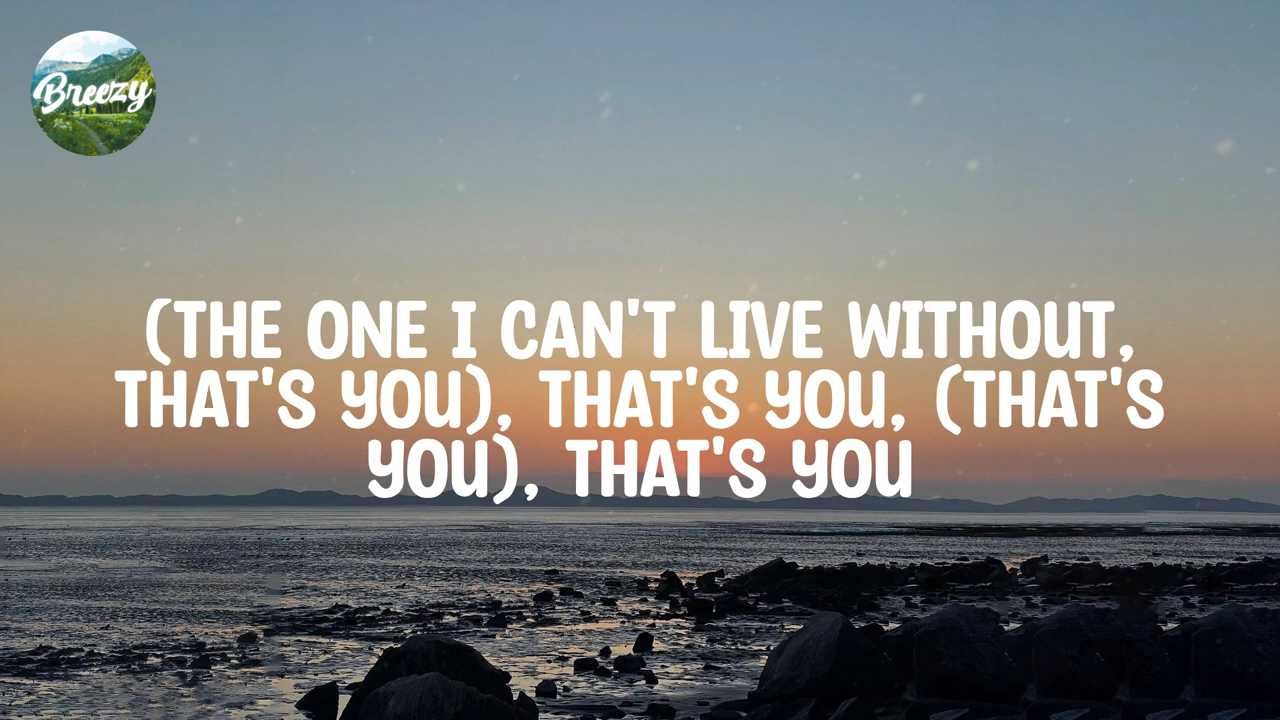 Breezy
(THE ONE I CAN'T LIVE WITHOUT,
THAT'S YOU), THAT'S YOU, (THAT'S
YOU), THAT'S YOU